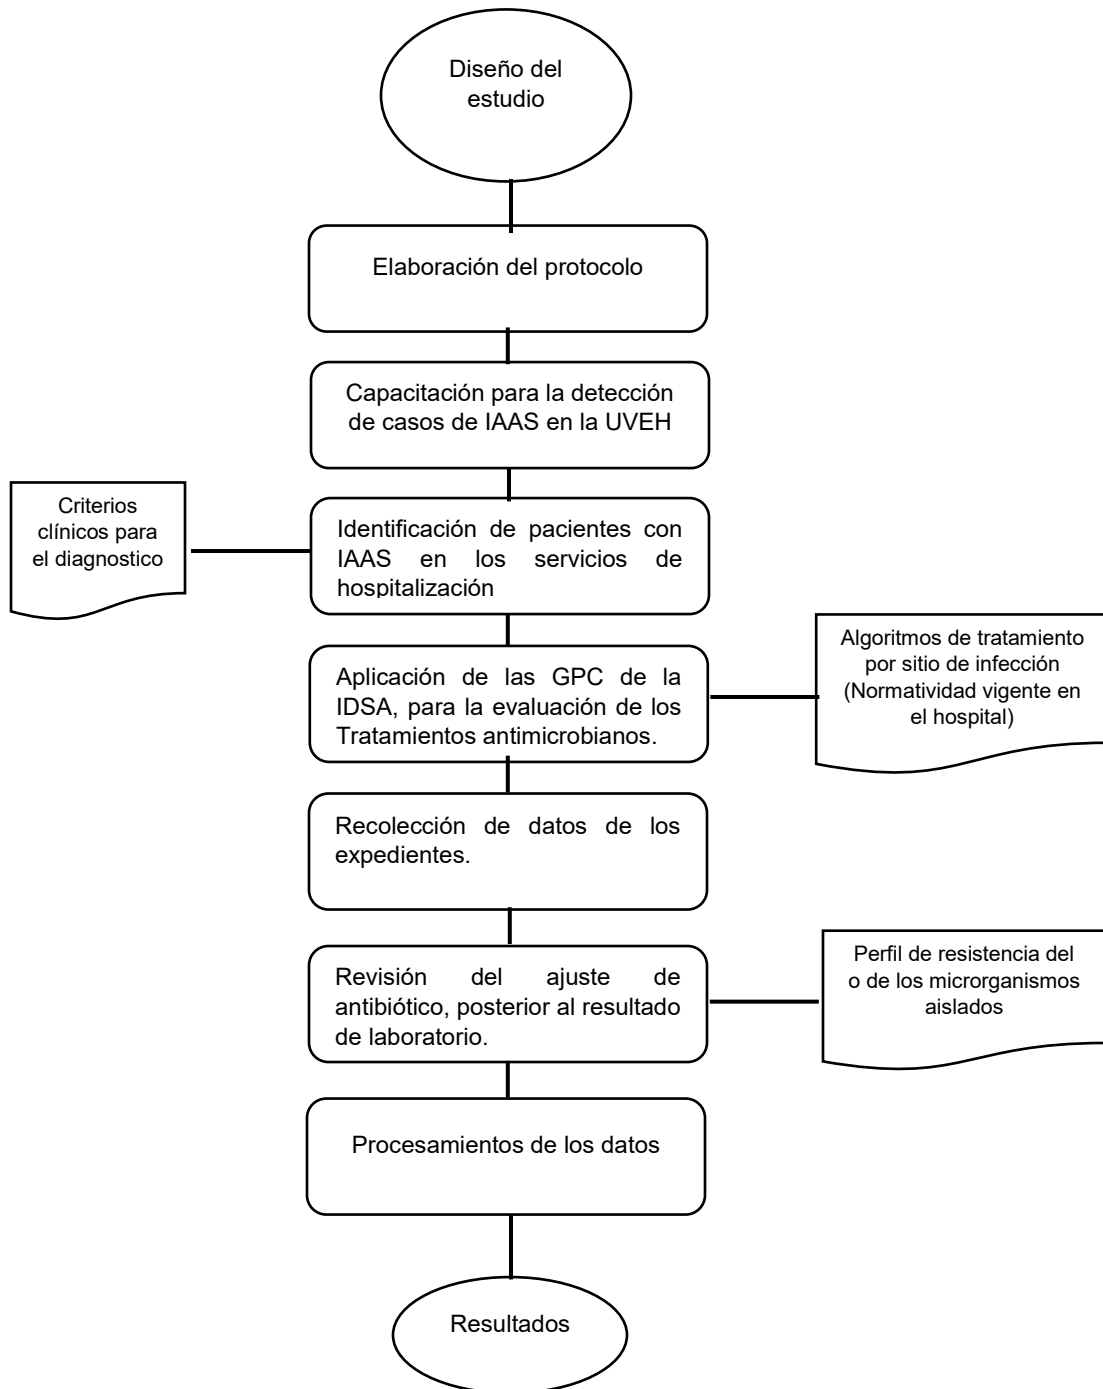 Diseño del
estudio
Elaboración del protocolo
Capacitación para la detección
de casos de IAAS en la UVEH
Criterios
clínicos para
el diagnostico
Identificación de pacientes con
IAAS en los servicios de
hospitalización
Aplicación de las GPC de la
IDSA, para la evaluación de los
Tratamientos antimicrobianos.
Algoritmos de tratamiento
por sitio de infección
(Normatividad vigente en
el hospital)
Recolección de datos de los
expedientes.
Revisión del ajuste de
antibiótico, posterior al resultado
de laboratorio.
Perfil de resistencia del
o de los microrganismos
aislados
Procesamientos de los datos
Resultados